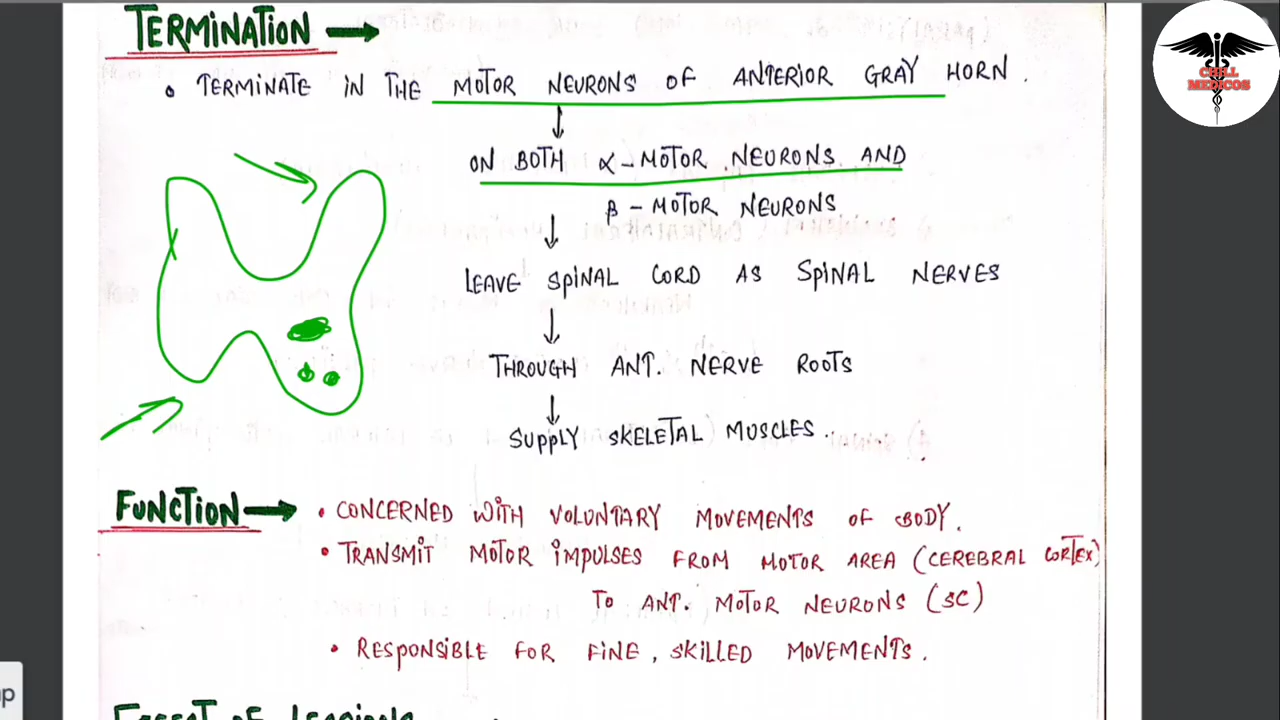 TERMINATION →
CHILL
MEDICOS
• TERMINATE IN THE MOTOR NEURONS OF ANTERIOR GRAY HORN.
↓
ON BOTH α-MOTOR NEURONS AND
β-MOTOR NEURONS
↓
LEAVE SPINAL CORD AS SPINAL NERVES
↓
THROUGH ANT. NERVE ROOTS
↓
SUPPLY SKELETAL MUSCLES.
FUNCTION → • CONCERNED WITH VOLUNTARY MOVEMENTS OF BODY.
• TRANSMIT MOTOR IMPULSES FROM MOTOR AREA (CEREBRAL CORTEX)
TO ANT. MOTOR NEURONS (SC)
• RESPONSIBLE FOR FINE, SKILLED MOVEMENTS.